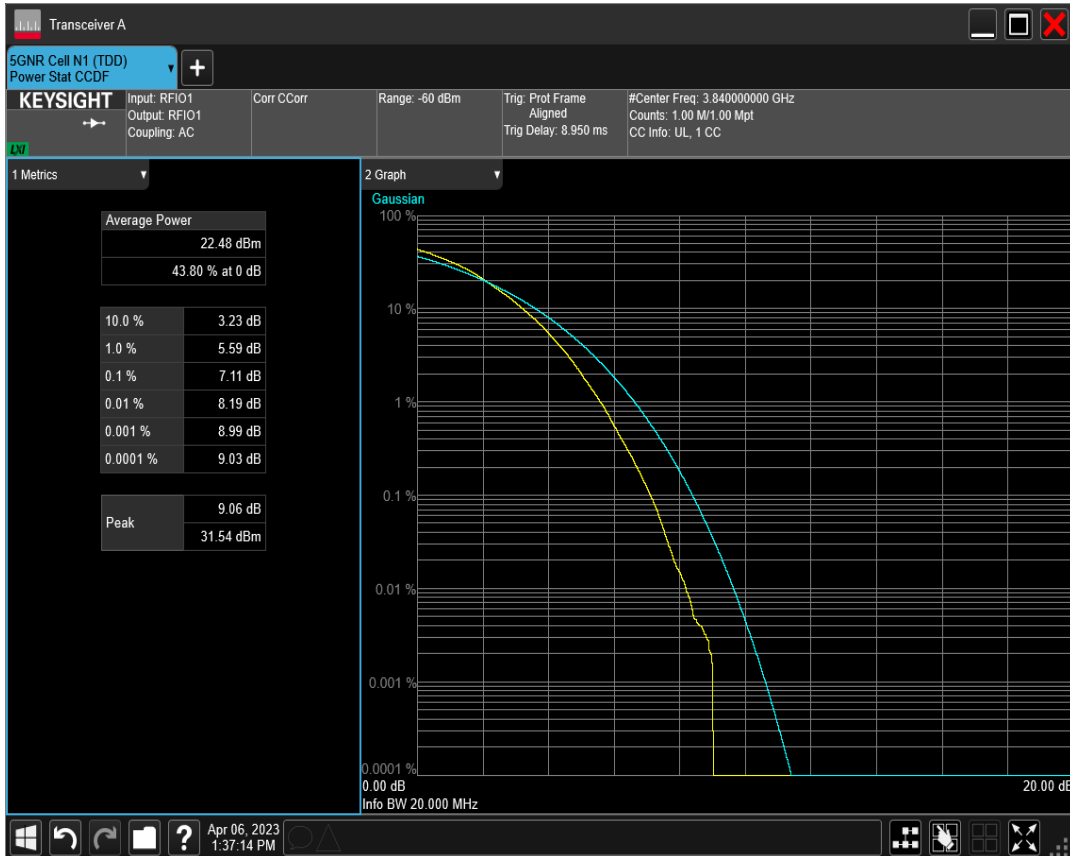 Transceiver A
5GNR Cell N1 (TDD)
Power Stat CCDF
+
KEYSIGHT
LXI
Input: RFIO1
Output: RFIO1
Coupling: AC
Corr CCorr
Range: -60 dBm
Trig: Prot Frame
Aligned
Trig Delay: 8.950 ms
#Center Freq: 3.840000000 GHz
Counts: 1.00 M/1.00 Mpt
CC Info: UL, 1 CC
1 Metrics
Average Power
22.48 dBm
43.80 % at 0 dB
10.0 % 3.23 dB
1.0 % 5.59 dB
0.1 % 7.11 dB
0.01 % 8.19 dB
0.001 % 8.99 dB
0.0001 % 9.03 dB
Peak
9.06 dB
31.54 dBm
2 Graph
Gaussian
100 %
10 %
1 %
0.1 %
0.01 %
0.001 %
0.0001 %
0.00 dB
20.00 dB
Info BW 20.000 MHz
?
Apr 06, 2023
1:37:14 PM